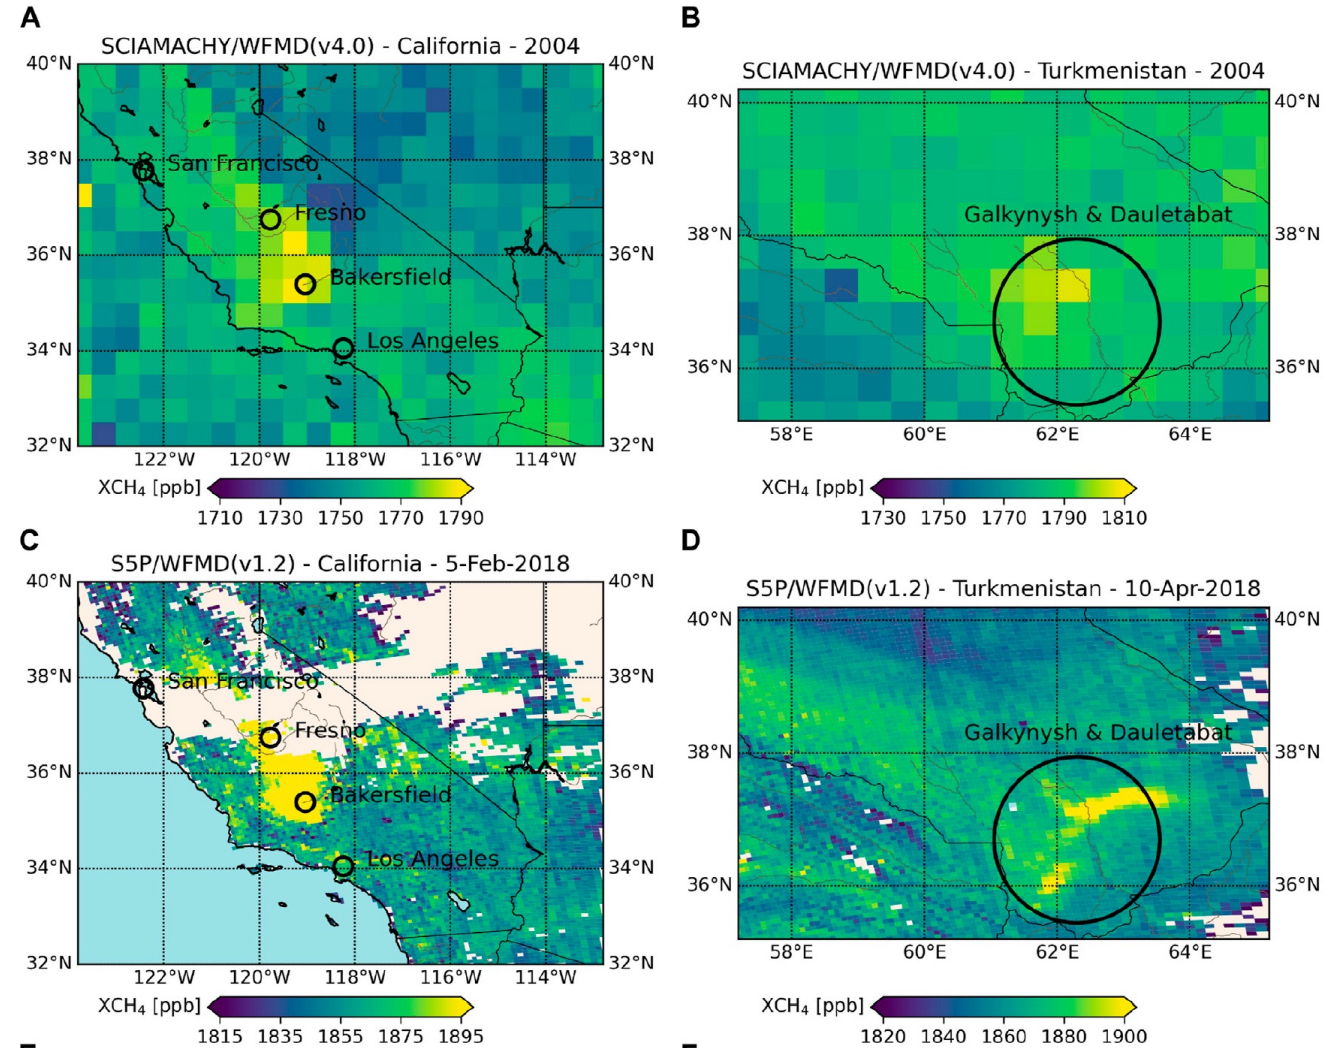 A
SCIAMACHY/WFMD(v4.0) - California - 2004
40°N
40°N
38°N
38°N
San Francisco
Fresno
36°N
36°N
Bakersfield
Los Angeles
34°N
34°N
32°N
32°N
122°W 120°W 118°W 116°W 114°W
XCH₄ [ppb]
1710 1730 1750 1770 1790
B
SCIAMACHY/WFMD(v4.0) - Turkmenistan - 2004
40°N
40°N
Galkynysh & Dauletabat
38°N
38°N
36°N
36°N
58°E 60°E 62°E 64°E
XCH₄ [ppb]
1730 1750 1770 1790 1810
C
S5P/WFMD(v1.2) - California - 5-Feb-2018
40°N
40°N
38°N
38°N
San Francisco
Fresno
36°N
36°N
Bakersfield
Los Angeles
34°N
34°N
32°N
32°N
122°W 120°W 118°W 116°W 114°W
XCH₄ [ppb]
1815 1835 1855 1875 1895
D
S5P/WFMD(v1.2) - Turkmenistan - 10-Apr-2018
40°N
40°N
Galkynysh & Dauletabat
38°N
38°N
36°N
36°N
58°E 60°E 62°E 64°E
XCH₄ [ppb]
1820 1840 1860 1880 1900